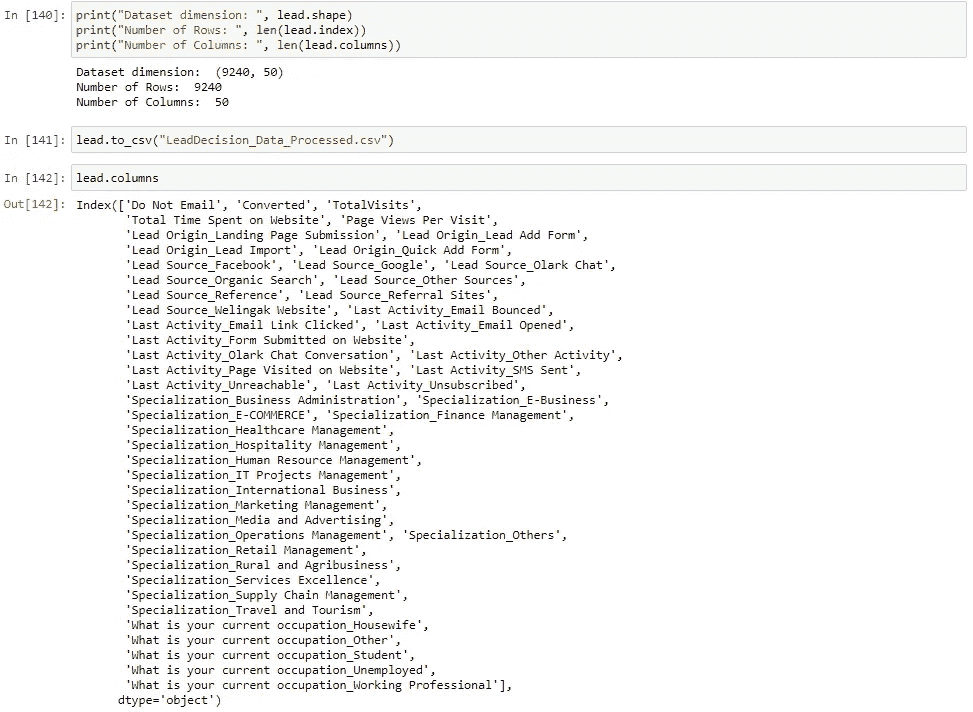 In [140]: print("Dataset dimension: ", lead.shape)
print("Number of Rows: ", len(lead.index))
print("Number of Columns: ", len(lead.columns))
Dataset dimension:  (9240, 50)
Number of Rows:  9240
Number of Columns:  50
In [141]: lead.to_csv("LeadDecision_Data_Processed.csv")
In [142]: lead.columns
Out[142]: Index(['Do Not Email', 'Converted', 'TotalVisits',
'Total Time Spent on Website', 'Page Views Per Visit',
'Lead Origin_Landing Page Submission', 'Lead Origin_Lead Add Form',
'Lead Origin_Lead Import', 'Lead Origin_Quick Add Form',
'Lead Source_Facebook', 'Lead Source_Google', 'Lead Source_Olark Chat',
'Lead Source_Organic Search', 'Lead Source_Other Sources',
'Lead Source_Reference', 'Lead Source_Referral Sites',
'Lead Source_Welingak Website', 'Last Activity_Email Bounced',
'Last Activity_Email Link Clicked', 'Last Activity_Email Opened',
'Last Activity_Form Submitted on Website',
'Last Activity_Olark Chat Conversation', 'Last Activity_Other Activity',
'Last Activity_Page Visited on Website', 'Last Activity_SMS Sent',
'Last Activity_Unreachable', 'Last Activity_Unsubscribed',
'Specialization_Business Administration', 'Specialization_E-Business',
'Specialization_E-COMMERCE', 'Specialization_Finance Management',
'Specialization_Healthcare Management',
'Specialization_Hospitality Management',
'Specialization_Human Resource Management',
'Specialization_IT Projects Management',
'Specialization_International Business',
'Specialization_Marketing Management',
'Specialization_Media and Advertising',
'Specialization_Operations Management', 'Specialization_Others',
'Specialization_Retail Management',
'Specialization_Rural and Agribusiness',
'Specialization_Services Excellence',
'Specialization_Supply Chain Management',
'Specialization_Travel and Tourism',
'What is your current occupation_Housewife',
'What is your current occupation_Other',
'What is your current occupation_Student',
'What is your current occupation_Unemployed',
'What is your current occupation_Working Professional'],
dtype='object')